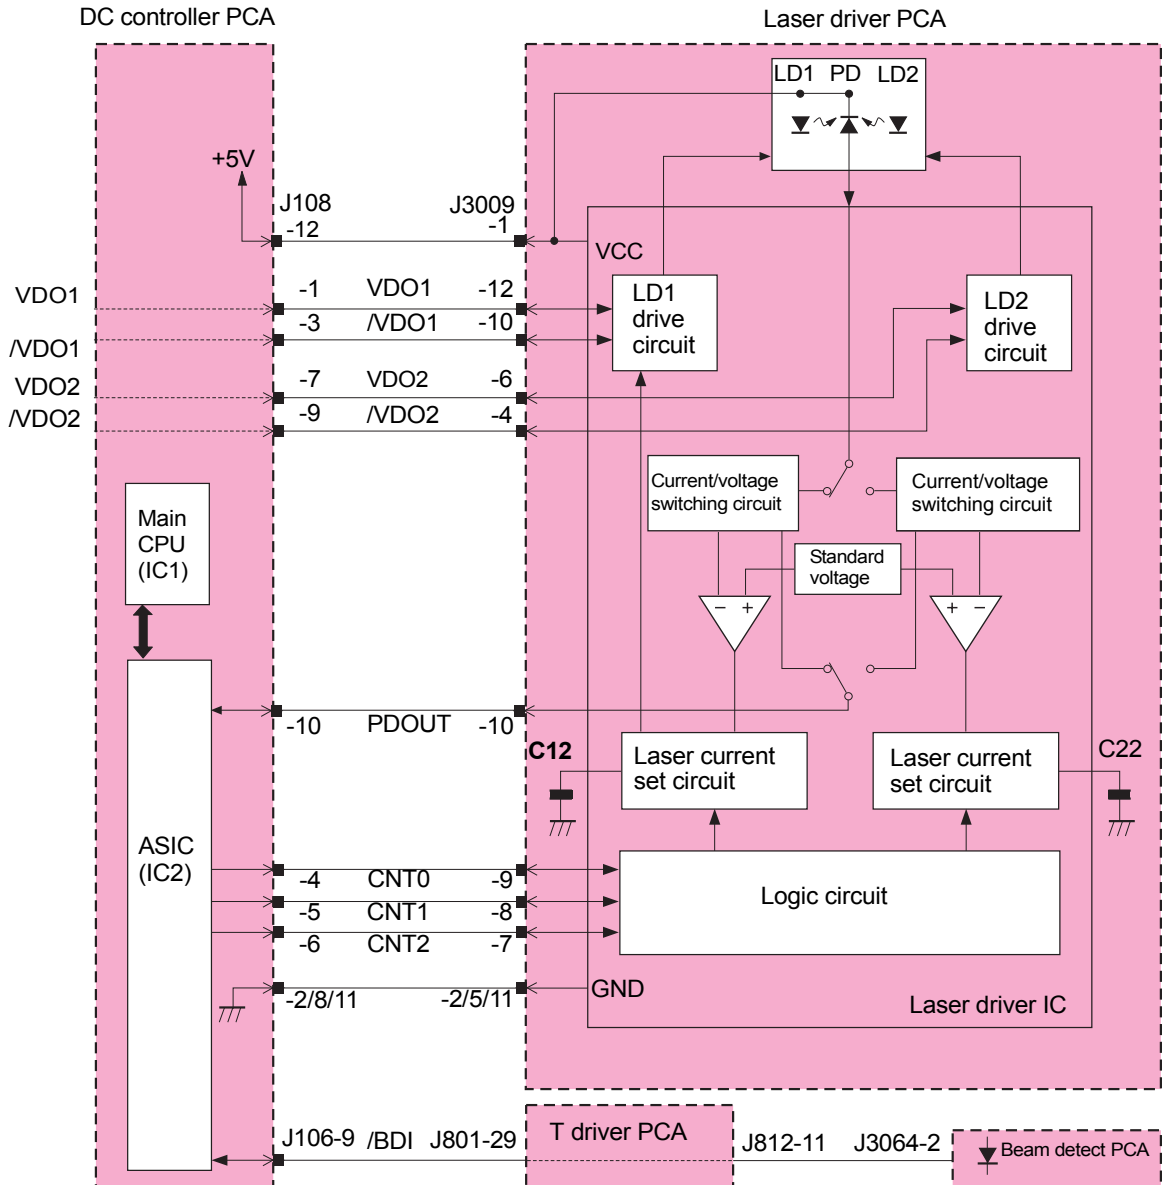 DC controller PCA
Laser driver PCA
LD1 PD LD2
+5V
J108
J3009
-12
-1
VCC
VDO1
-1 VDO1 -12
/VDO1
-3 /VDO1 -10
LD1
drive
circuit
LD2
drive
circuit
VDO2
-7 VDO2 -6
/VDO2
-9 /VDO2 -4
Current/voltage
switching circuit
Current/voltage
switching circuit
Main
CPU
(IC1)
Standard
voltage
− +
+ −
-10 PDOUT -10
C12
Laser current
set circuit
Laser current
set circuit
C22
ASIC
(IC2)
-4 CNT0 -9
-5 CNT1 -8
-6 CNT2 -7
Logic circuit
-2/8/11
-2/5/11
GND
Laser driver IC
J106-9 /BDI J801-29
T driver PCA
J812-11 J3064-2
Beam detect PCA